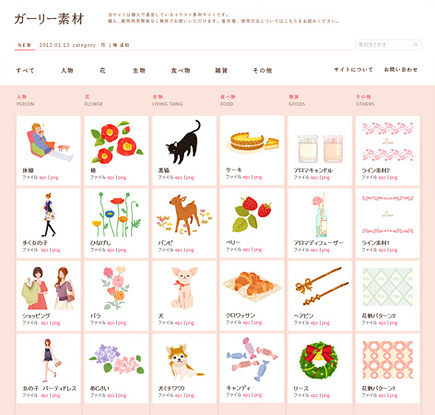 ガーリー素材
当サイトは個人で運営しているイラスト素材サイトです。
個人、商用利用問わなく無料でお使いいただけます。著作権、使用方法についてはこちらをお読みください。
NEW 2012.01.13 category : 花 | 椿 追加
素材をさがす
すべて 人物 花 生物 食べ物 雑貨 その他 サイトについて お問い合わせ
人物 花 生物 食べ物 雑貨 その他
PERSON FLOWER LIVING THING FOOD GOODS OTHERS
休憩 椿 黒猫 ケーキ アロマキャンドル ライン素材2
ファイル eps | png ファイル eps | png ファイル eps | png ファイル eps | png ファイル eps | png ファイル eps | png
歩く女の子 ひなげし バンビ ベリー アロマディフューザー ライン素材1
ファイル eps | png ファイル eps | png ファイル eps | png ファイル eps | png ファイル eps | png ファイル eps | png
ショッピング バラ 犬 クロワッサン ヘアピン 花柄パターン2
ファイル eps | png ファイル eps | png ファイル eps | png ファイル eps | png ファイル eps | png ファイル eps | png
女の子 パーティドレス あじさい 犬(チワワ) キャンディ リース 花柄パターン1
ファイル eps | png ファイル eps | png ファイル eps | png ファイル eps | png ファイル eps | png ファイル eps | png